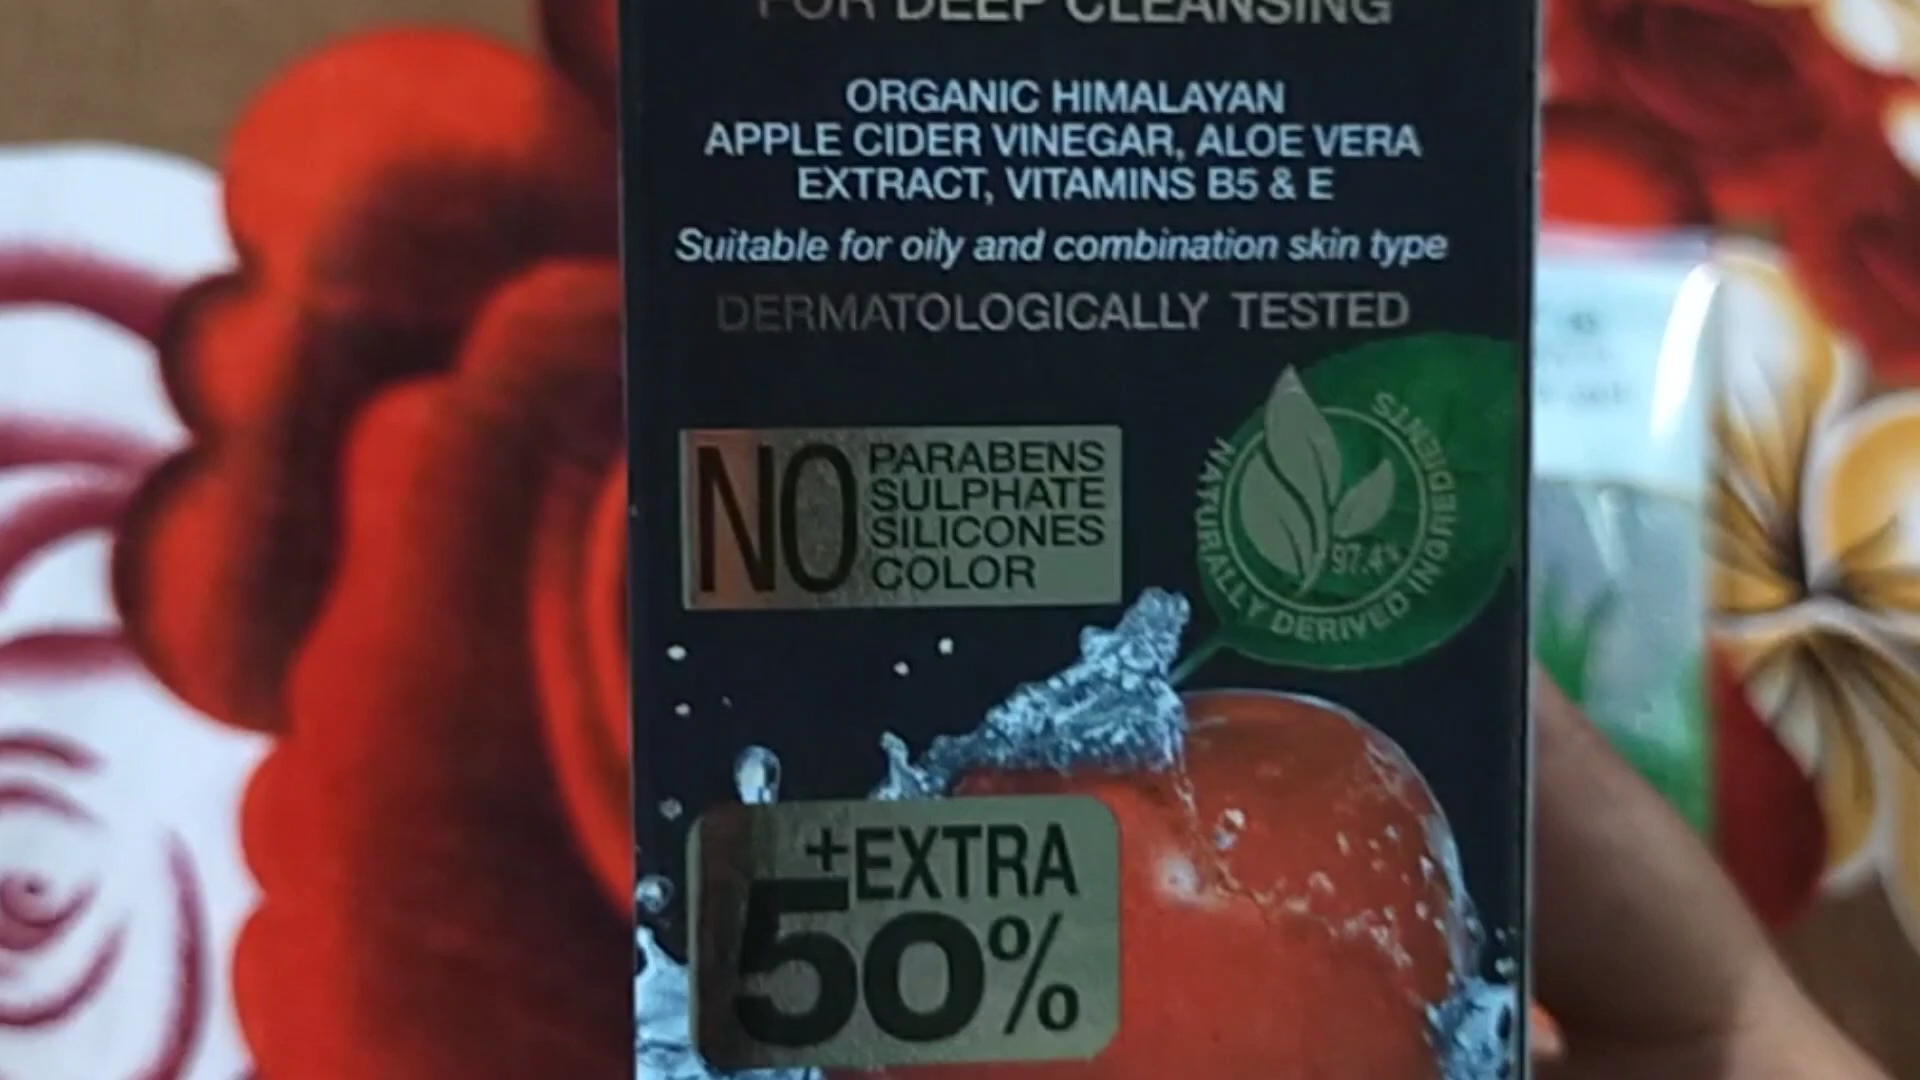 FOR DEEP CLEANSING
ORGANIC HIMALAYAN
APPLE CIDER VINEGAR, ALOE VERA
EXTRACT, VITAMINS B5 & E
Suitable for oily and combination skin type
DERMATOLOGICALLY TESTED
NO
PARABENS
SULPHATE
SILICONES
COLOR
97.4%
NATURALLY DERIVED INGREDIENTS
+EXTRA
50%